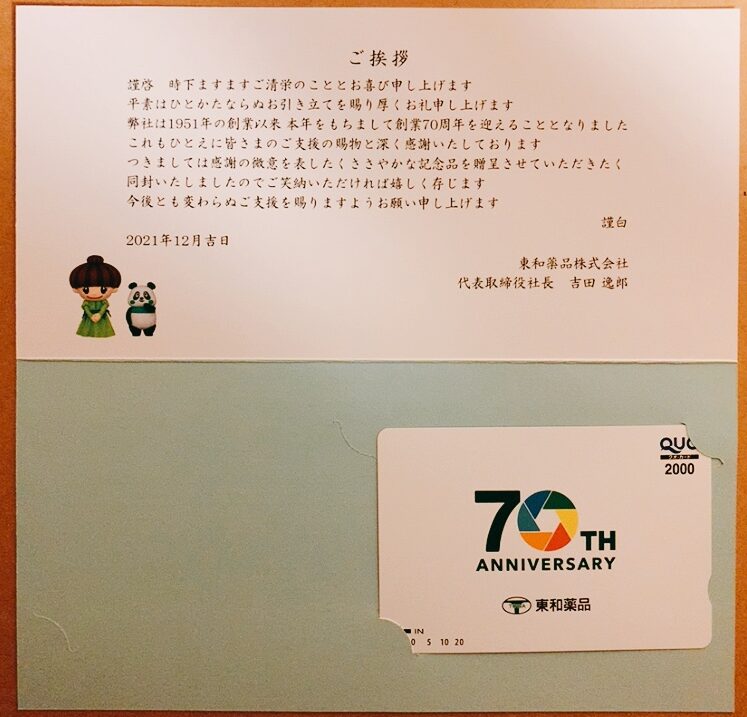 ご挨拶
謹啓　時下ますますご清栄のこととお喜び申し上げます
平素はひとかたならぬお引き立てを賜り厚くお礼申し上げます
弊社は1951年の創業以来 本年をもちまして創業70周年を迎えることとなりました
これもひとえに皆さまのご支援の賜物と深く感謝いたしております
つきましては感謝の微意を表したくささやかな記念品を贈呈させていただきたく
同封いたしましたのでご笑納いただければ嬉しく存じます
今後とも変わらぬご支援を賜りますようお願い申し上げます
謹白
2021年12月吉日
東和薬品株式会社
代表取締役社長　吉田 逸郎
QUO
クオ・カード
2000
70TH
ANNIVERSARY
TOWA 東和薬品
IN
0 5 10 20